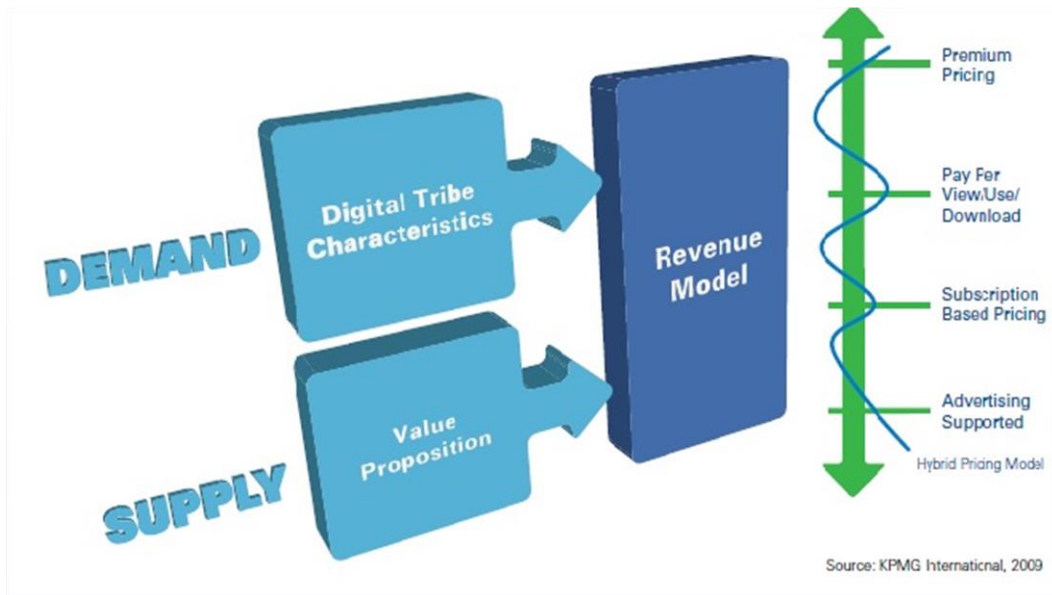 DEMAND
Digital Tribe
Characteristics
SUPPLY
Value
Proposition
Revenue
Model
Premium
Pricing
Pay Per
View/Use/
Download
Subscription
Based Pricing
Advertising
Supported
Hybrid Pricing Model
Source: KPMG International, 2009